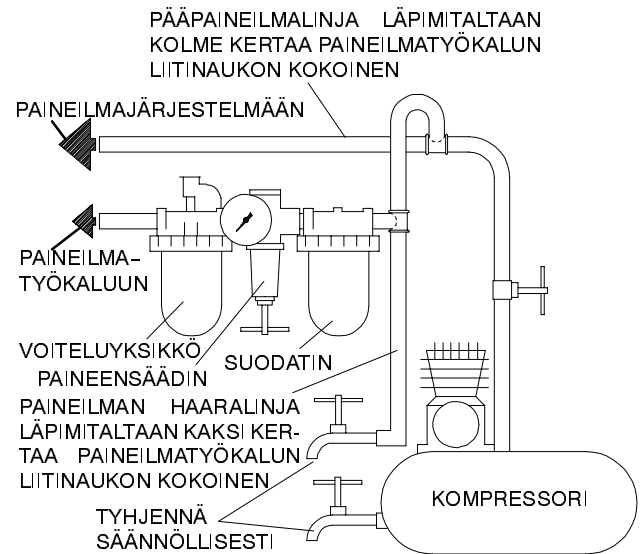 PÄÄPAINEILMALINJA LÄPIMITALTAAN
KOLME KERTAA PAINEILMATYÖKALUN
LIITINAUKON KOKOINEN
PAINEILMAJÄRJESTELMÄÄN
PAINEILMA-
TYÖKALUUN
VOITELUYKSIKKÖ
PAINEENSÄÄDIN
SUODATIN
PAINEILMAN HAARALINJA
LÄPIMITALTAAN KAKSI KER-
TAA PAINEILMATYÖKALUN
LIITINAUKON KOKOINEN
TYHJENNÄ
SÄÄNNÖLLISESTI
KOMPRESSORI